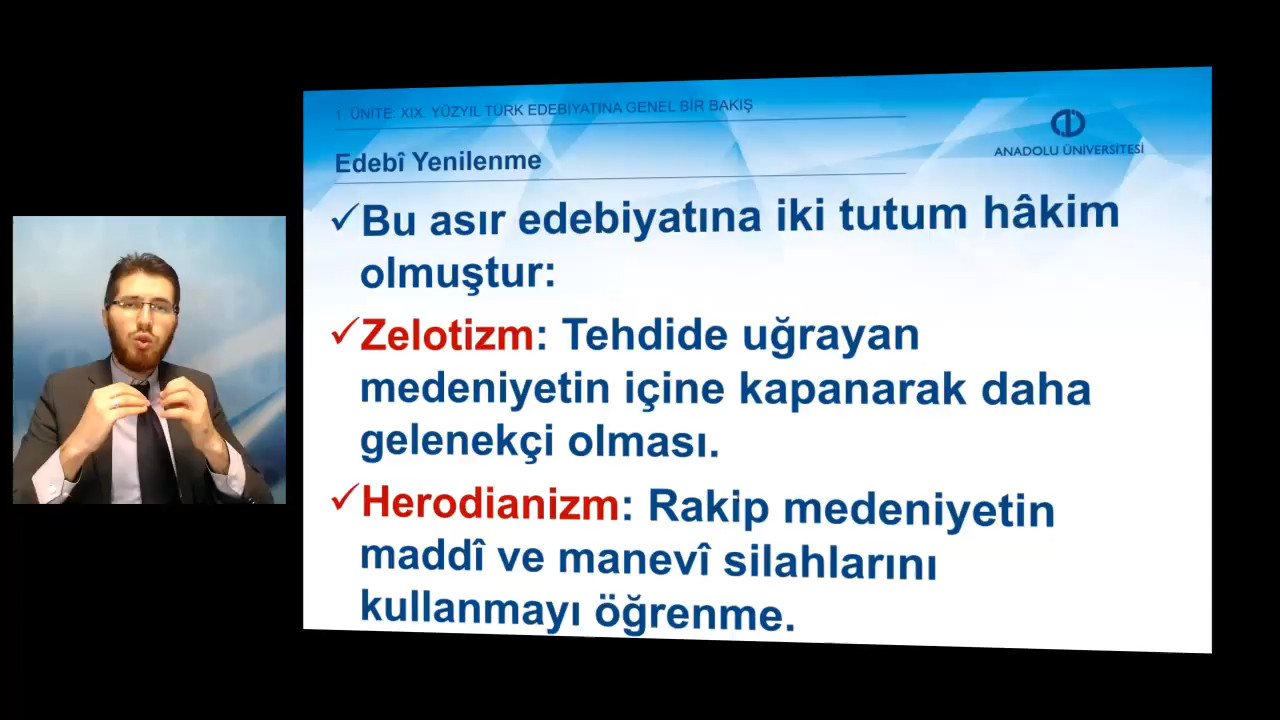 1. ÜNİTE: XIX. YÜZYIL TÜRK EDEBİYATINA GENEL BİR BAKIŞ
ANADOLU ÜNİVERSİTESİ
Edebî Yenilenme
✓Bu asır edebiyatına iki tutum hâkim
olmuştur:
✓Zelotizm: Tehdide uğrayan
medeniyetin içine kapanarak daha
gelenekçi olması.
✓Herodianizm: Rakip medeniyetin
maddî ve manevî silahlarını
kullanmayı öğrenme.